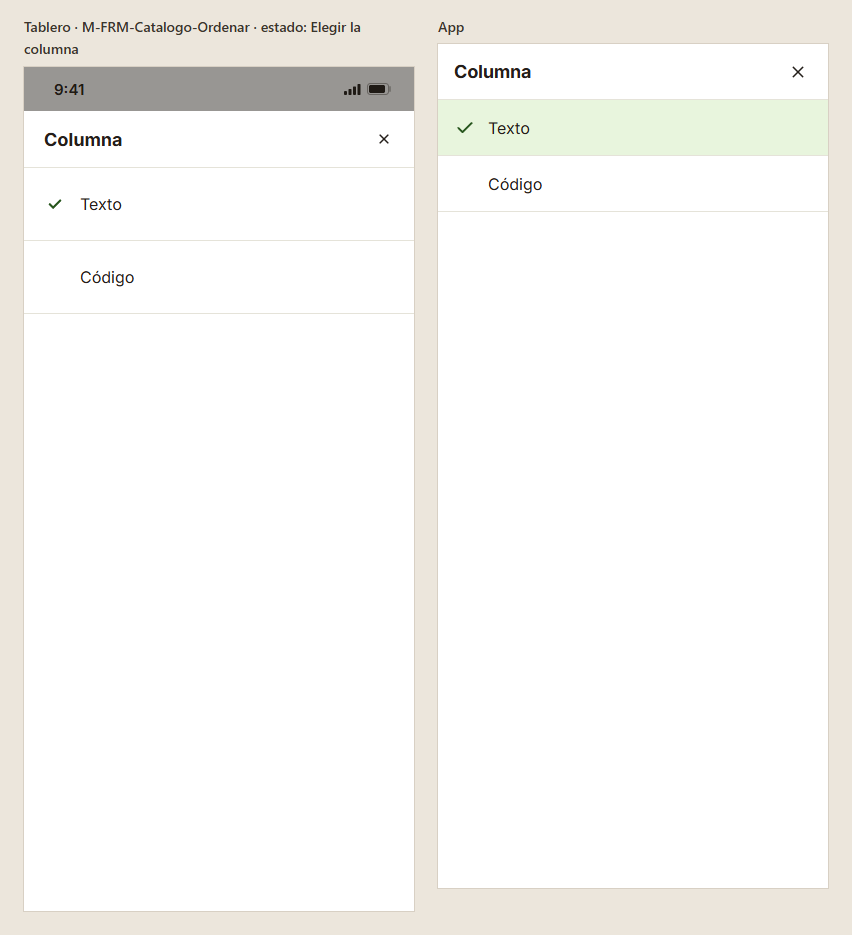 Tablero · M-FRM-Catalogo-Ordenar · estado: Elegir la
columna
9:41
Columna
Texto
Código
App
Columna
Texto
Código